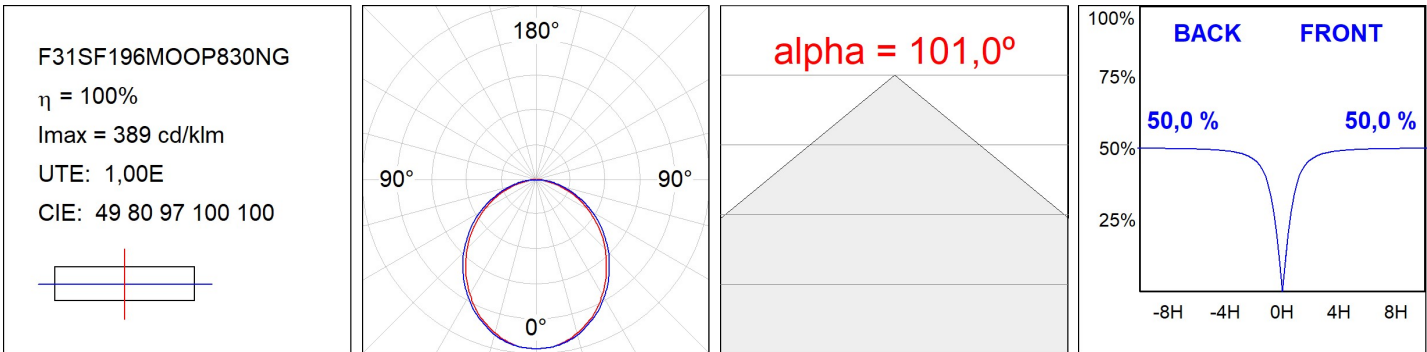 F31SF196MOOP830NG
η = 100%
Imax = 389 cd/klm
UTE: 1,00E
CIE: 49 80 97 100 100
180°
90° 90°
0°
alpha = 101,0º
100%
BACK FRONT
75%
50,0 % 50,0 %
50%
25%
-8H -4H 0H 4H 8H